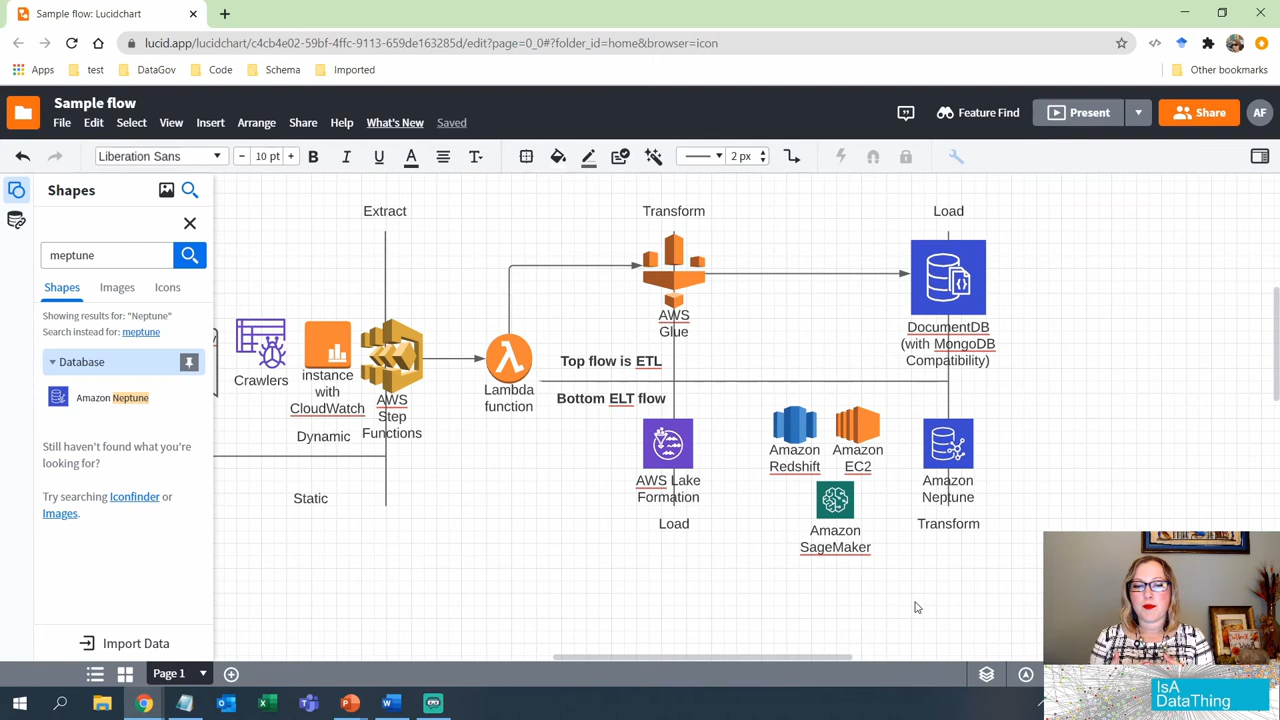 Sample flow: Lucidchart
lucid.app/lucidchart/c4cb4e02-59bf-4ffc-9113-659de163285d/edit?page=0_0#?folder_id=home&browser=icon
Apps test DataGov Code Schema Imported Other bookmarks
Sample flow
File Edit Select View Insert Arrange Share Help What's New Saved
Feature Find Present Share AF
Liberation Sans 10 pt B I U A T 2 px
Shapes
meptune
Shapes Images Icons
Showing results for: "Neptune"
Search instead for: meptune
Database
Amazon Neptune
Still haven't found what you're
looking for?
Try searching Iconfinder or
Images.
Import Data
Extract
Transform
Load
Crawlers
instance
with
CloudWatch
AWS
Step
Functions
Dynamic
Static
Lambda
function
AWS
Glue
Top flow is ETL
Bottom ELT flow
DocumentDB
(with MongoDB
Compatibility)
AWS Lake
Formation
Load
Amazon
Redshift
Amazon
EC2
Amazon
SageMaker
Amazon
Neptune
Transform
Page 1
IsA
DataThing